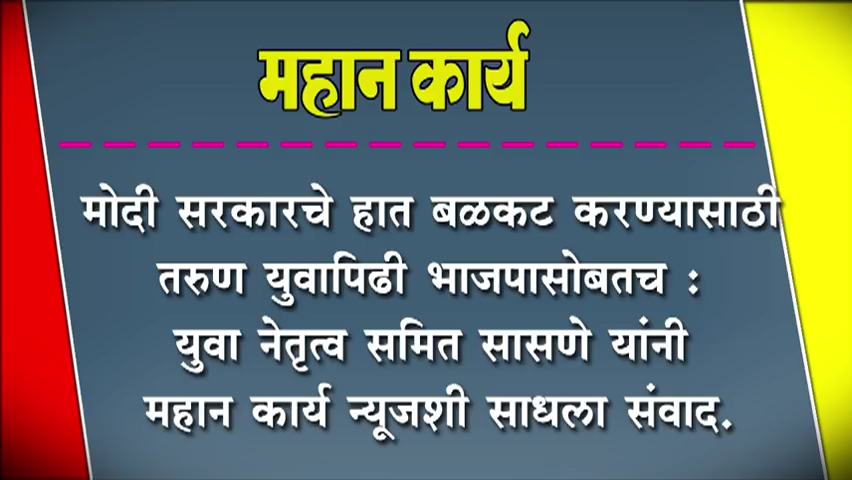 महान कार्य
मोदी सरकारचे हात बळकट करण्यासाठी
तरुण युवापिढी भाजपासोबतच :
युवा नेतृत्व समित सासणे यांनी
महान कार्य न्यूजशी साधला संवाद.